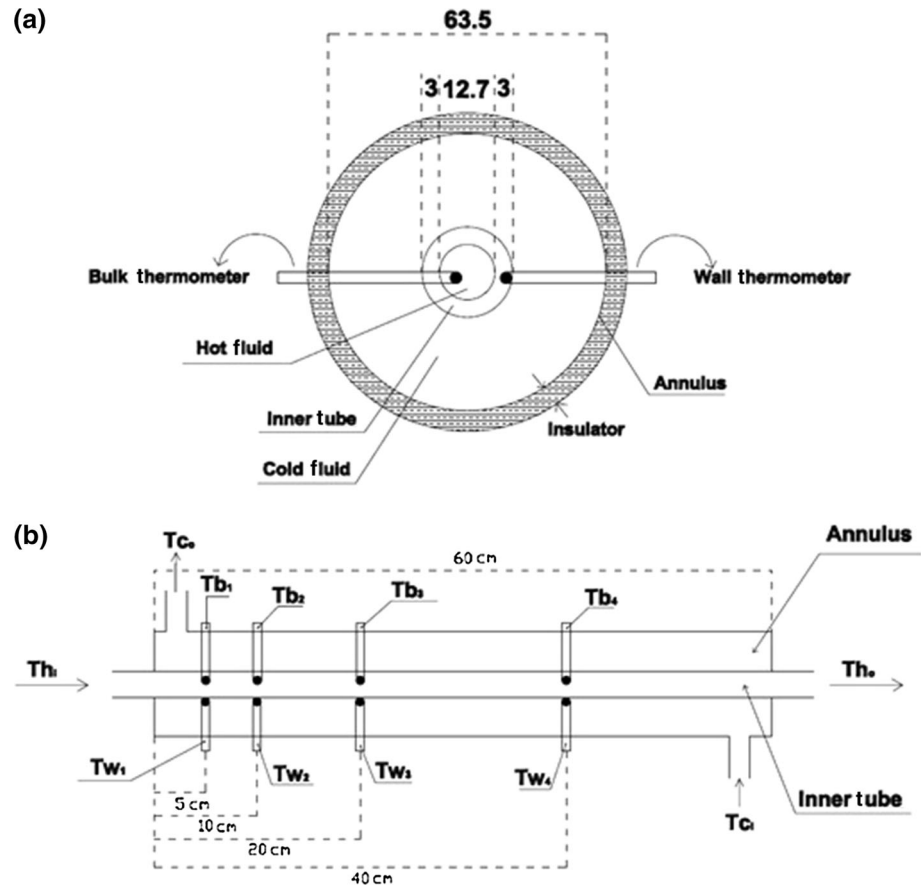 (a)
63.5
3 12.7 3
Bulk thermometer
Wall thermometer
Hot fluid
Annulus
Inner tube
Insulator
Cold fluid
(b)
Tc₀
60 cm
Annulus
Tb₁
Tb₂
Tb₃
Tb₄
Thᵢ
Th₀
Tw₁
Tw₂
Tw₃
Tw₄
Inner tube
5 cm
Tcᵢ
10 cm
20 cm
40 cm